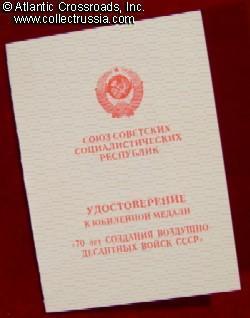 © Atlantic Crossroads, Inc.
www.collectrussia.com
СОЮЗ СОВЕТСКИХ
СОЦИАЛИСТИЧЕСКИХ
РЕСПУБЛИК
УДОСТОВЕРЕНИЕ
К ЮБИЛЕЙНОЙ МЕДАЛИ
«70 лет СОЗДАНИЯ ВОЗДУШНО-
ДЕСАНТНЫХ ВОЙСК СССР»